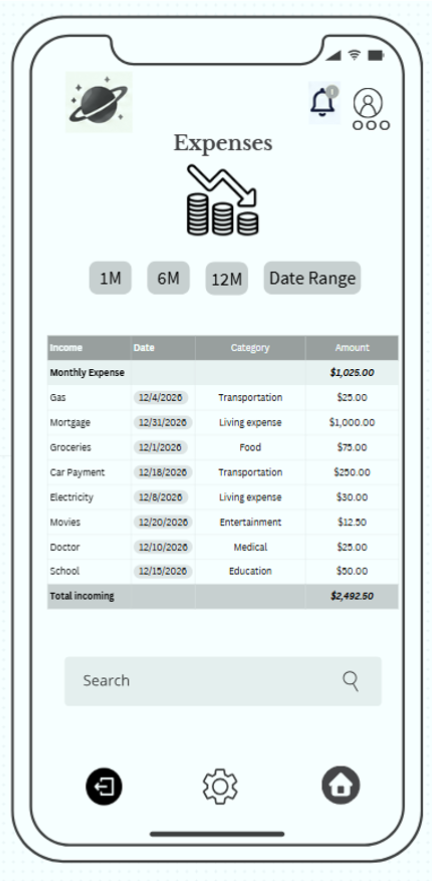 Expenses
1M 6M 12M Date Range
Income Date Category Amount
Monthly Expense $1,025.00
Gas 12/4/2026 Transportation $25.00
Mortgage 12/31/2026 Living expense $1,000.00
Groceries 12/1/2026 Food $75.00
Car Payment 12/18/2026 Transportation $250.00
Electricity 12/8/2026 Living expense $30.00
Movies 12/20/2026 Entertainment $12.50
Doctor 12/10/2026 Medical $25.00
School 12/15/2026 Education $50.00
Total incoming $2,492.50
Search